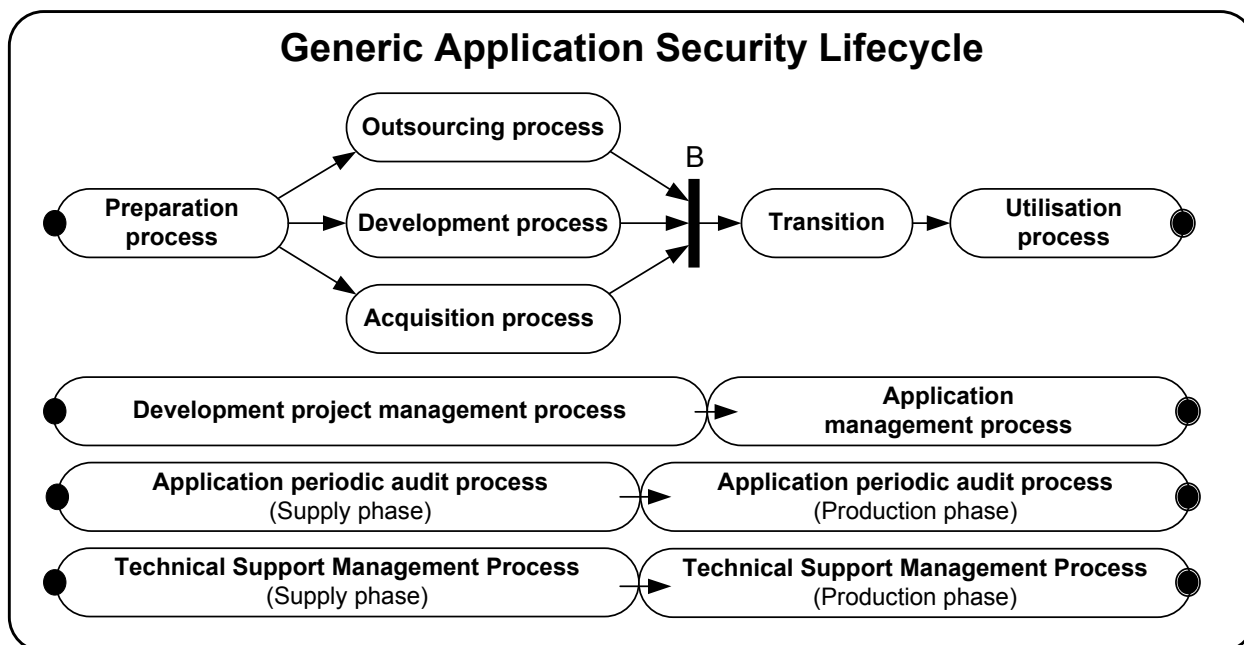 Generic Application Security Lifecycle
Outsourcing process
B
Preparation
process
Development process
Transition
Utilisation
process
Acquisition process
Development project management process
Application
management process
Application periodic audit process
(Supply phase)
Application periodic audit process
(Production phase)
Technical Support Management Process
(Supply phase)
Technical Support Management Process
(Production phase)